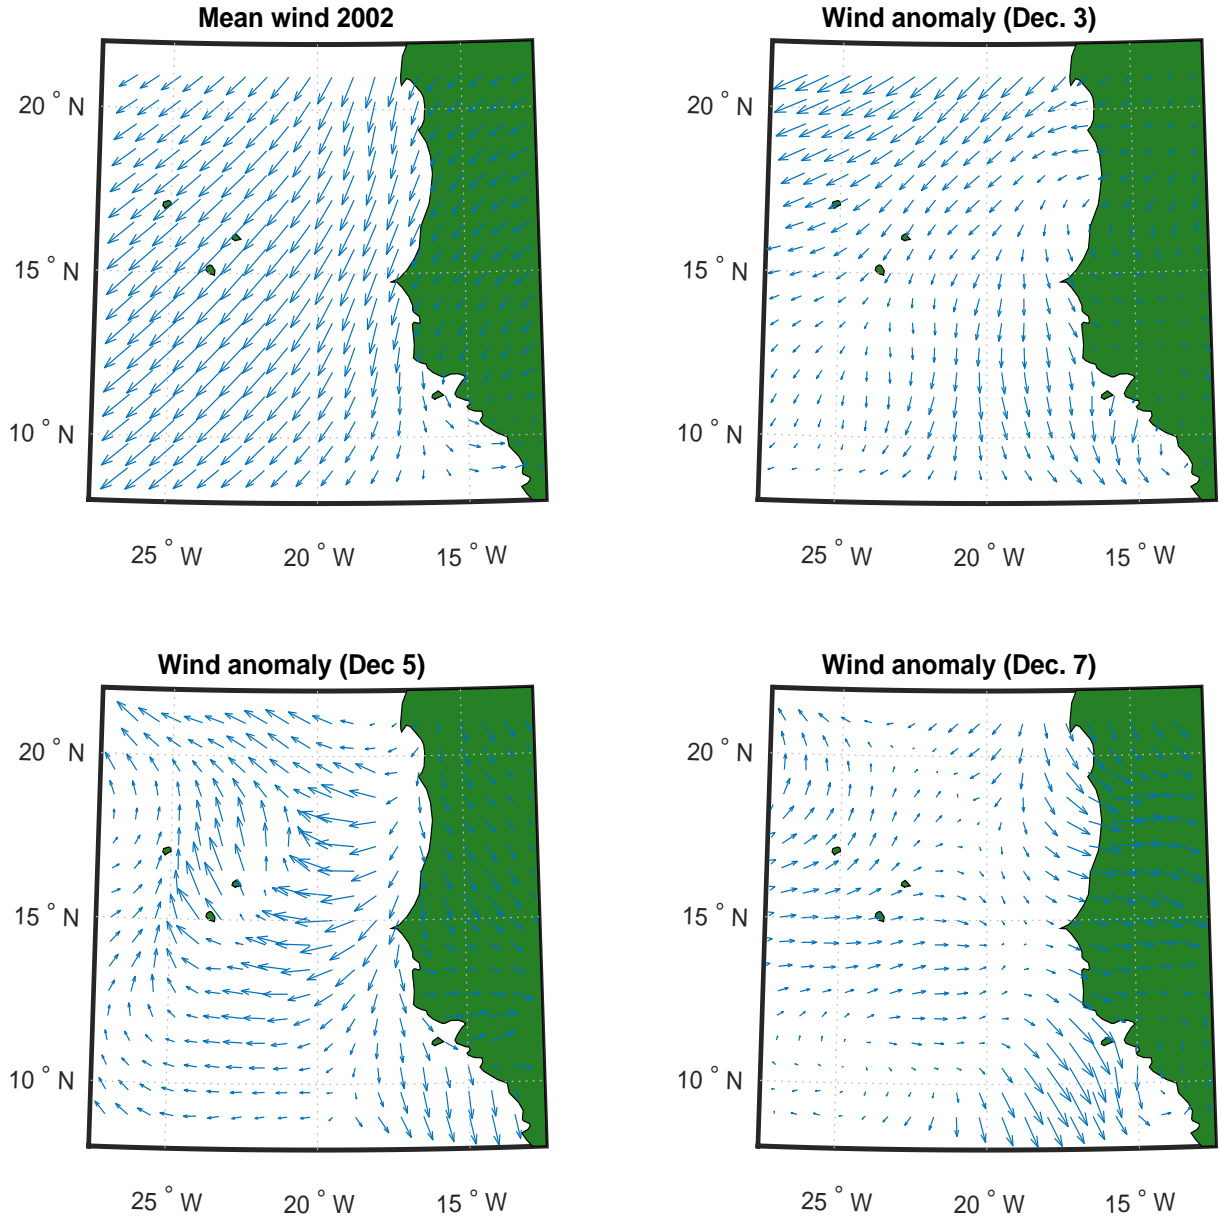 Mean wind 2002
Wind anomaly (Dec. 3)
20 ° N
15 ° N
10 ° N
25 ° W
20 ° W
15 ° W
20 ° N
15 ° N
10 ° N
25 ° W
20 ° W
15 ° W
Wind anomaly (Dec 5)
Wind anomaly (Dec. 7)
20 ° N
15 ° N
10 ° N
25 ° W
20 ° W
15 ° W
20 ° N
15 ° N
10 ° N
25 ° W
20 ° W
15 ° W